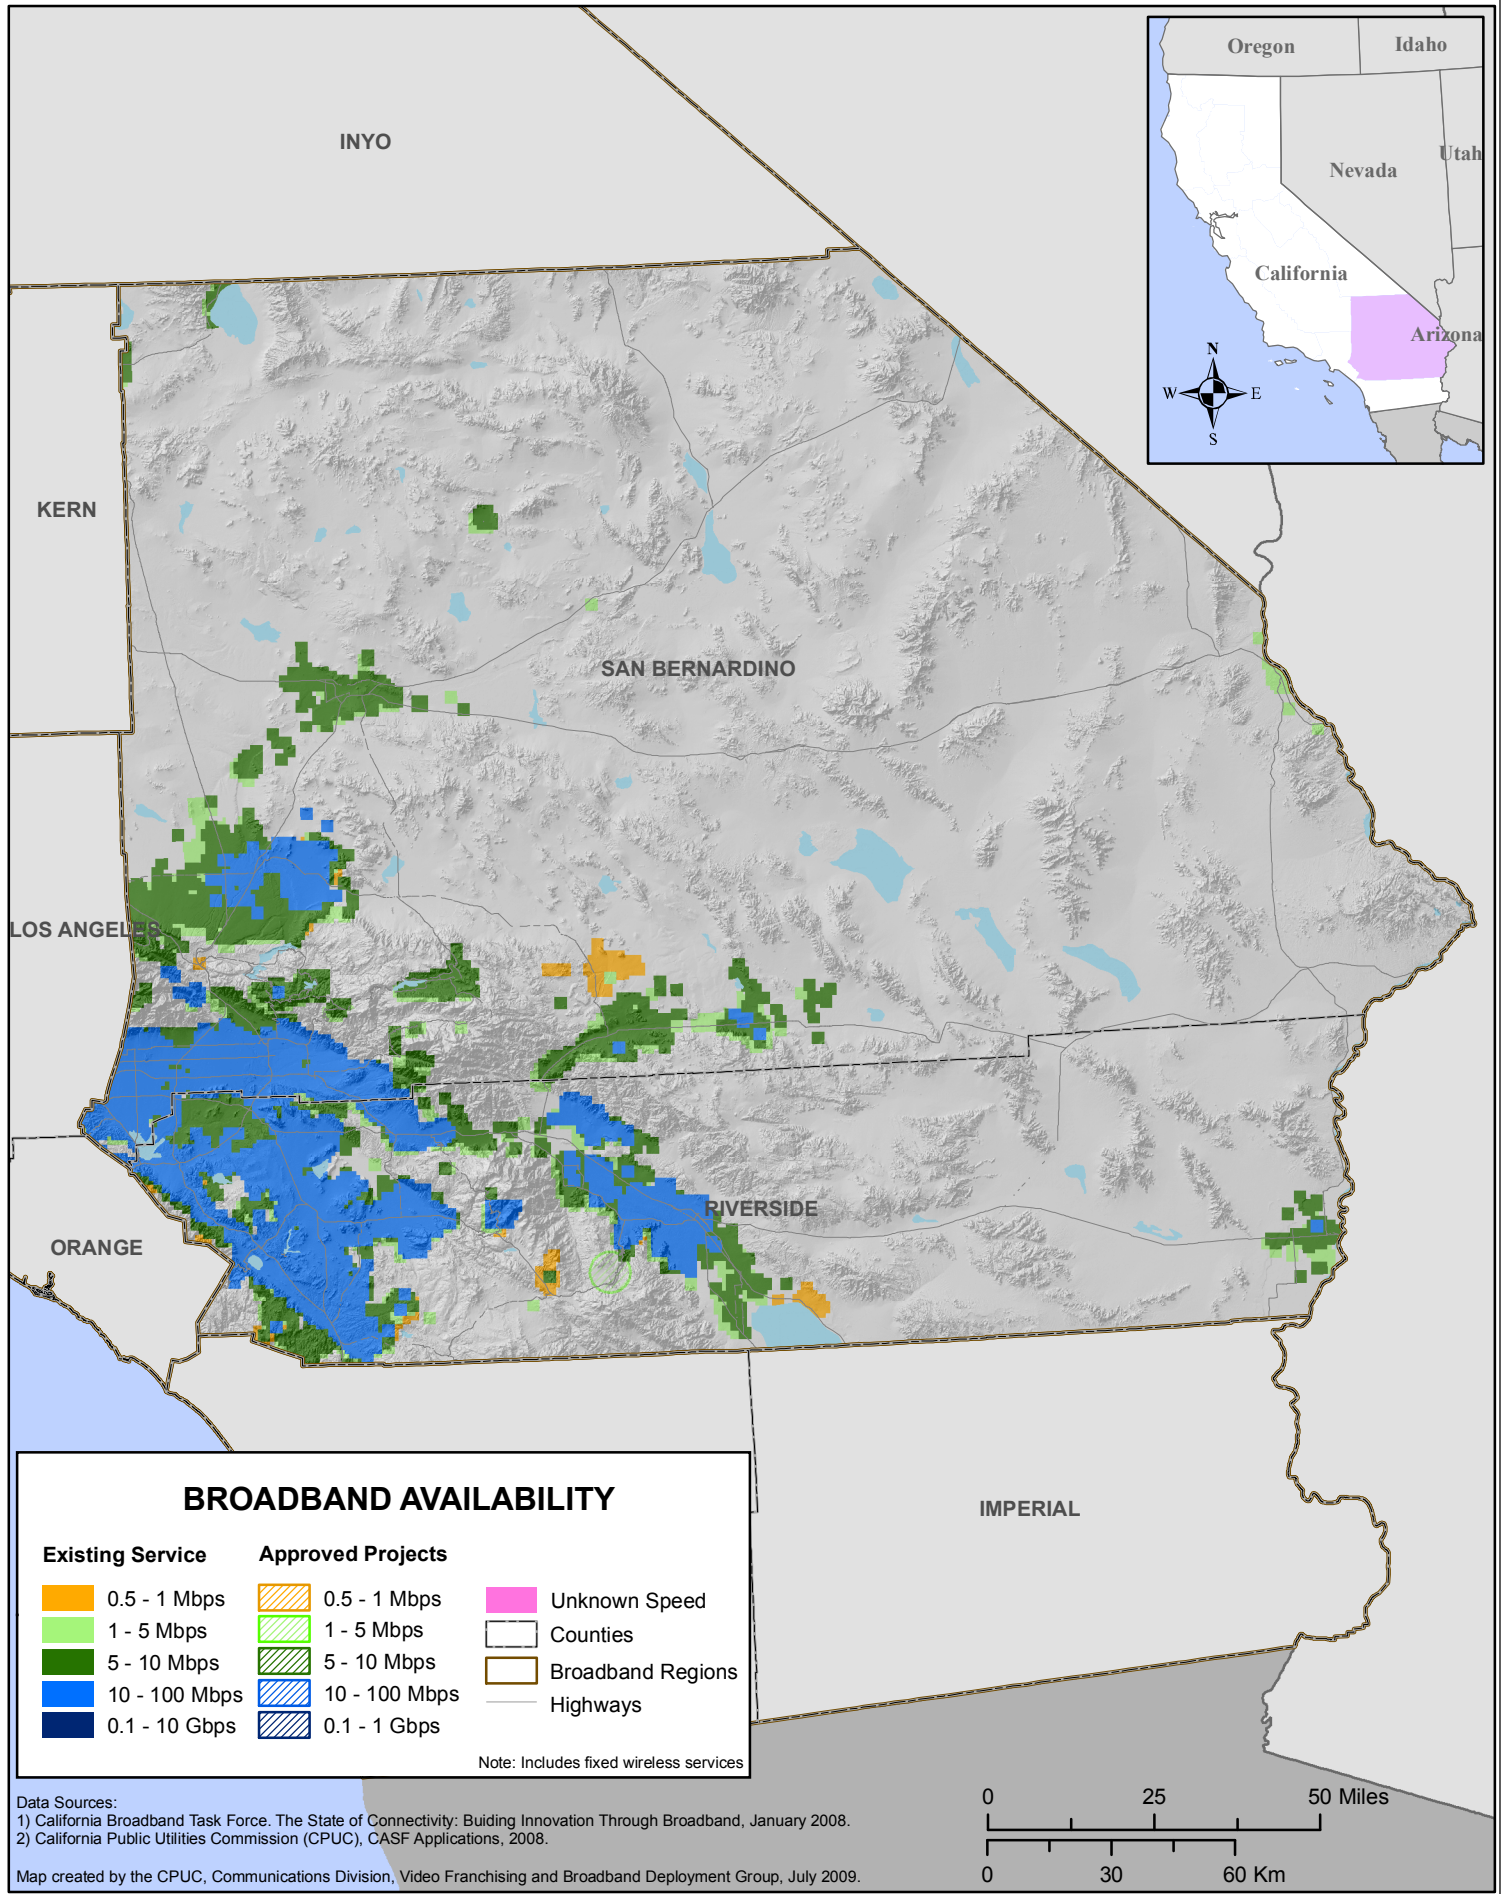 Oregon
Idaho
Nevada
Utah
California
Arizona
N
W
E
S
INYO
KERN
SAN BERNARDINO
LOS ANGELES
RIVERSIDE
ORANGE
IMPERIAL
BROADBAND AVAILABILITY
Existing Service
0.5 - 1 Mbps
1 - 5 Mbps
5 - 10 Mbps
10 - 100 Mbps
0.1 - 10 Gbps
Approved Projects
0.5 - 1 Mbps
1 - 5 Mbps
5 - 10 Mbps
10 - 100 Mbps
0.1 - 1 Gbps
Unknown Speed
Counties
Broadband Regions
Highways
Note: Includes fixed wireless services
Data Sources:
1) California Broadband Task Force. The State of Connectivity: Buiding Innovation Through Broadband, January 2008.
2) California Public Utilities Commission (CPUC), CASF Applications, 2008.
Map created by the CPUC, Communications Division, Video Franchising and Broadband Deployment Group, July 2009.
0 25 50 Miles
0 30 60 Km